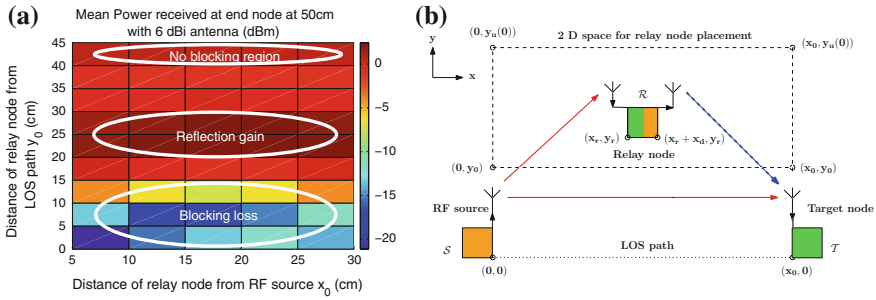 (a)
Mean Power received at end node at 50cm
with 6 dBi antenna (dBm)
Distance of relay node from
LOS path y0 (cm)
45
40
35
30
25
20
15
10
5
0
No blocking region
Reflection gain
Blocking loss
5
10
15
20
25
30
Distance of relay node from RF source x0 (cm)
0
−5
−10
−15
−20
(b)
(0, yu(0))
2 D space for relay node placement
(x0, yu(0))
y
x
R
(xr, yr)
(xr + xd, yr)
Relay node
(0, y0)
(x0, y0)
RF source
Target node
S
LOS path
T
(0, 0)
(x0, 0)